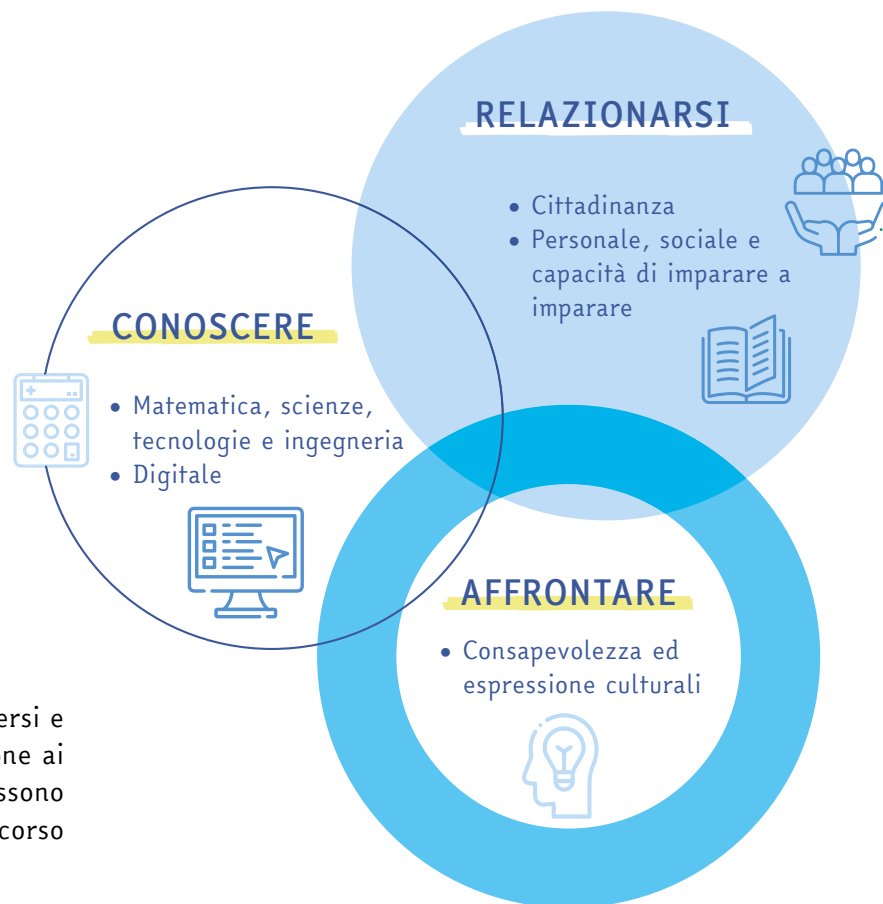 RELAZIONARSI
• Cittadinanza
• Personale, sociale e
capacità di imparare a
imparare
CONOSCERE
• Matematica, scienze,
tecnologie e ingegneria
• Digitale
AFFRONTARE
• Consapevolezza ed
espressione culturali
ersi e
ne ai
ssono
corso